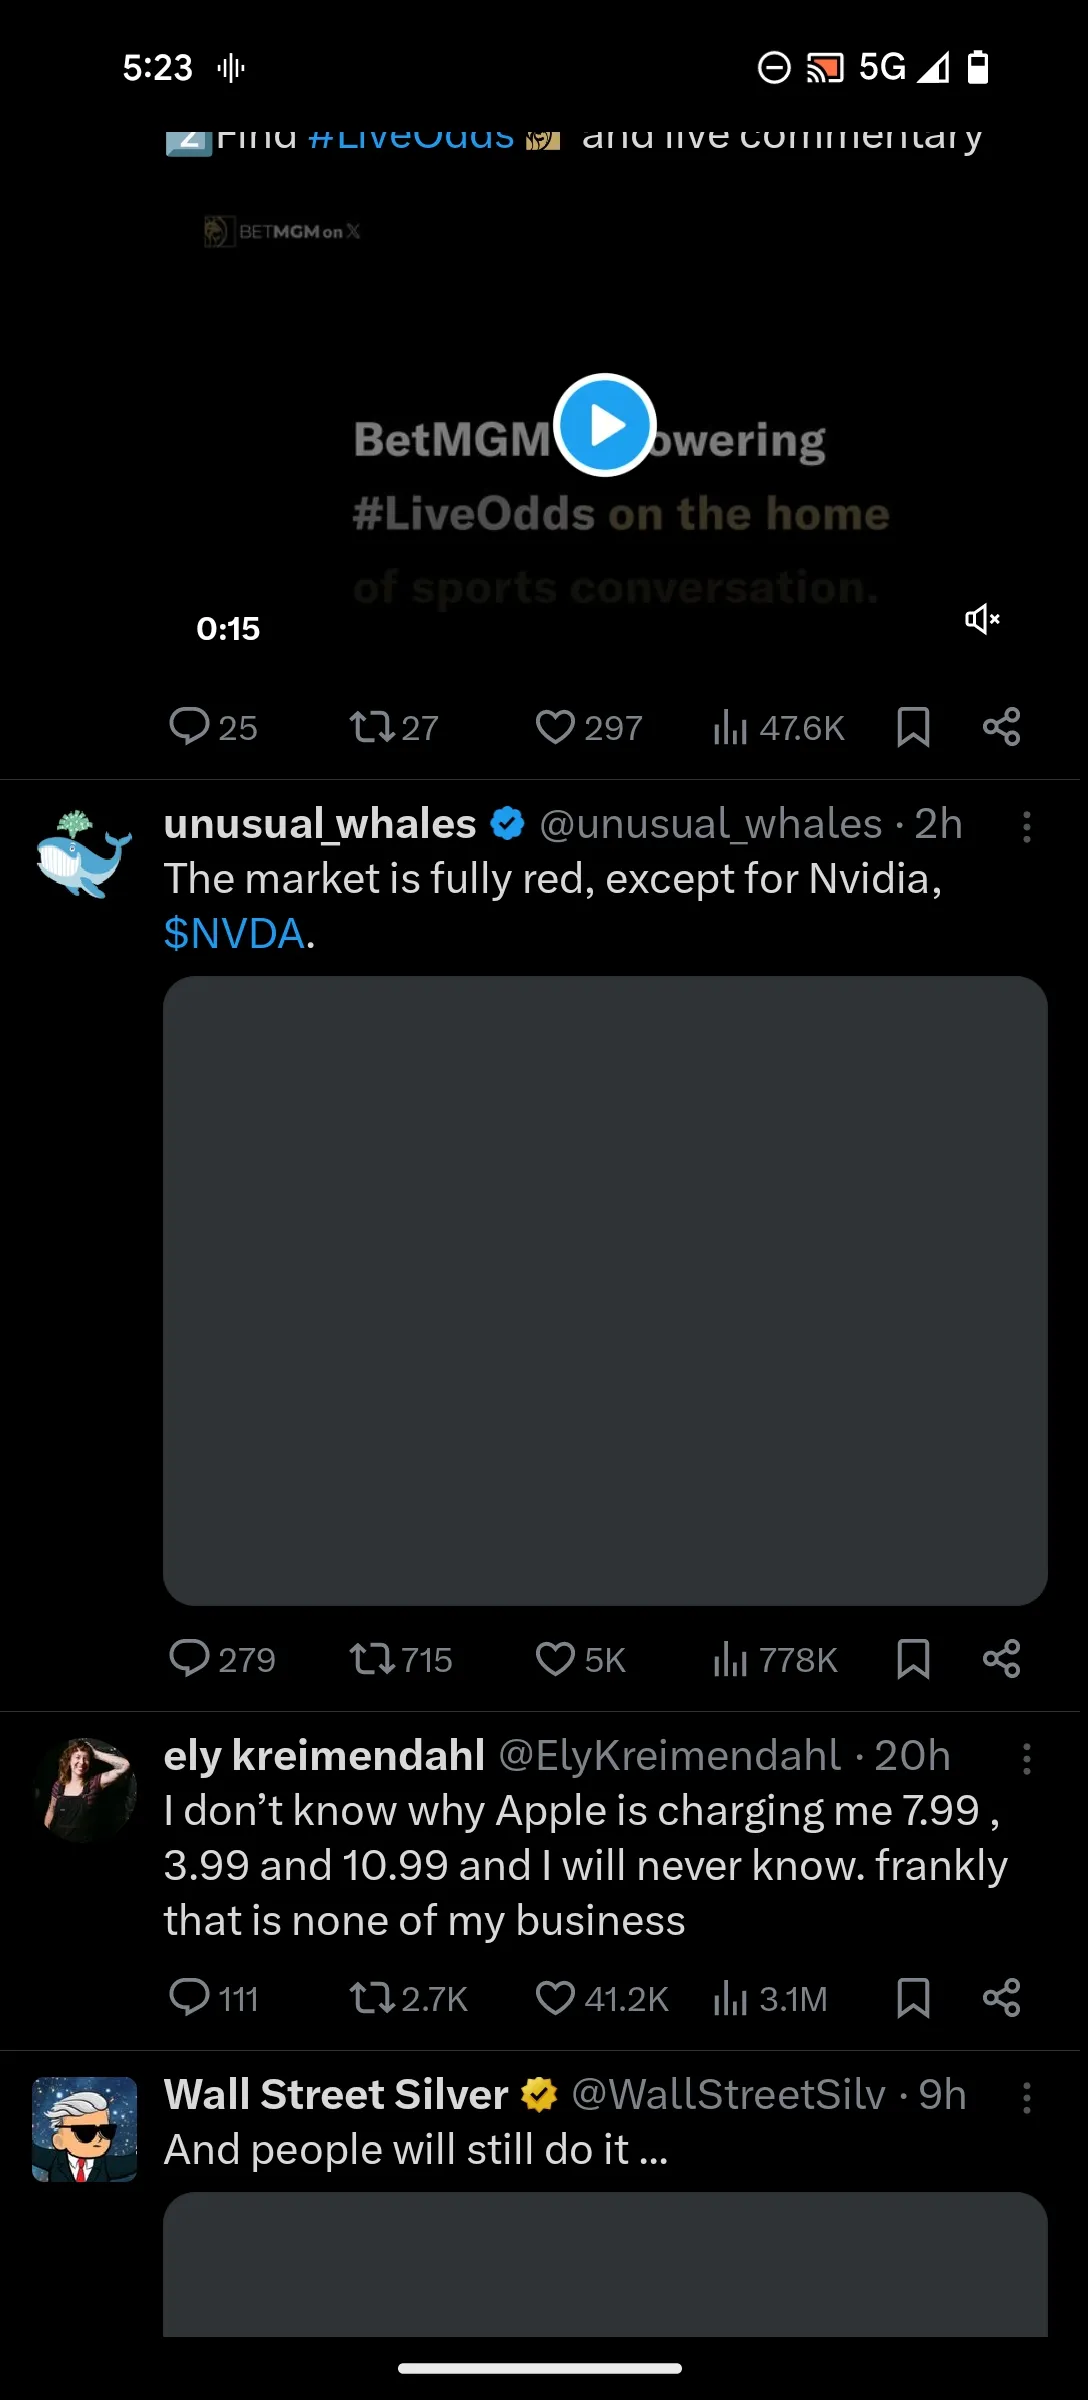 5:23 5G
2 Find #LiveOdds and live commentary
BETMGM on X
BetMGM owering
#LiveOdds on the home
of sports conversation.
0:15
25 27 297 47.6K
unusual_whales @unusual_whales · 2h
The market is fully red, except for Nvidia,
$NVDA.
279 715 5K 778K
ely kreimendahl @ElyKreimendahl · 20h
I don’t know why Apple is charging me 7.99 ,
3.99 and 10.99 and I will never know. frankly
that is none of my business
111 2.7K 41.2K 3.1M
Wall Street Silver @WallStreetSilv · 9h
And people will still do it ...